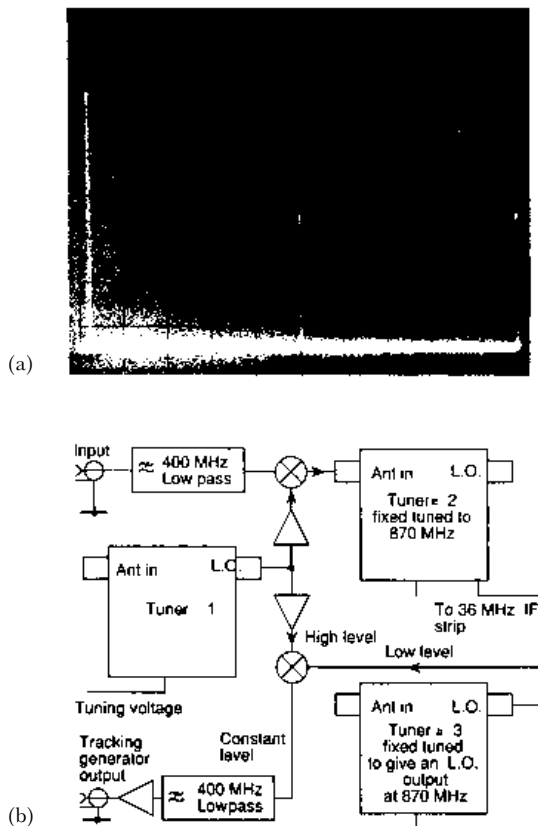 (a)
Input
≈ 400 MHz
Low pass
Ant in L.O.
Tuner 2
fixed tuned to
870 MHz
Ant in L.O.
Tuner 1
To 36 MHz IF
strip
High level
Low level
Tuning voltage
Tracking
generator
output
Constant
level
≈ 400 MHz
Lowpass
Ant in L.O.
Tuner 3
fixed tuned
to give an L.O.
output
at 870 MHz
(b)